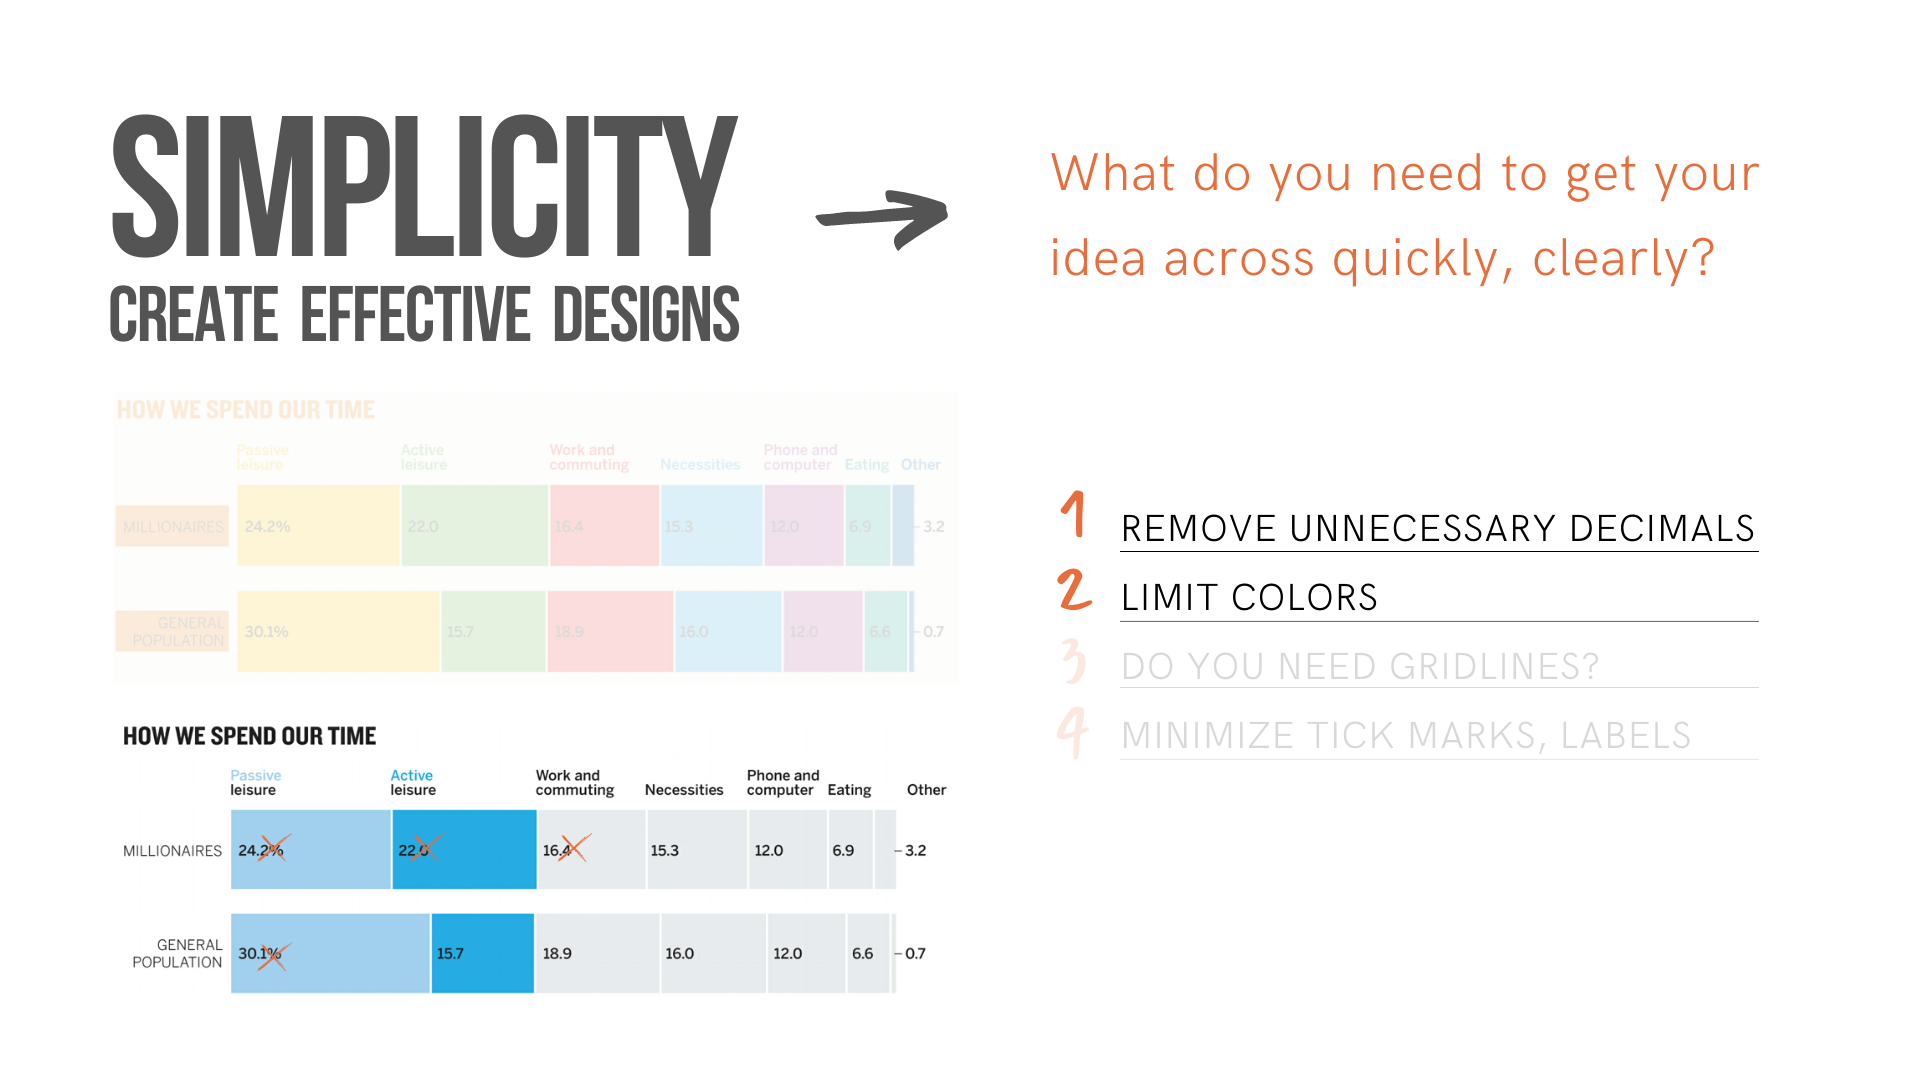 SIMPLICITY
CREATE EFFECTIVE DESIGNS
What do you need to get your
idea across quickly, clearly?
HOW WE SPEND OUR TIME
Passive
leisure
Active
leisure
Work and
commuting
Necessities
Phone and
computer
Eating
Other
MILLIONAIRES
24.2%
22.0
16.4
15.3
12.0
6.9
3.2
GENERAL
POPULATION
30.1%
15.7
18.9
16.0
12.0
6.6
0.7
1 REMOVE UNNECESSARY DECIMALS
2 LIMIT COLORS
3 DO YOU NEED GRIDLINES?
4 MINIMIZE TICK MARKS, LABELS
HOW WE SPEND OUR TIME
Passive
leisure
Active
leisure
Work and
commuting
Necessities
Phone and
computer
Eating
Other
MILLIONAIRES
24.2%
22.0
16.4
15.3
12.0
6.9
3.2
GENERAL
POPULATION
30.1%
15.7
18.9
16.0
12.0
6.6
0.7